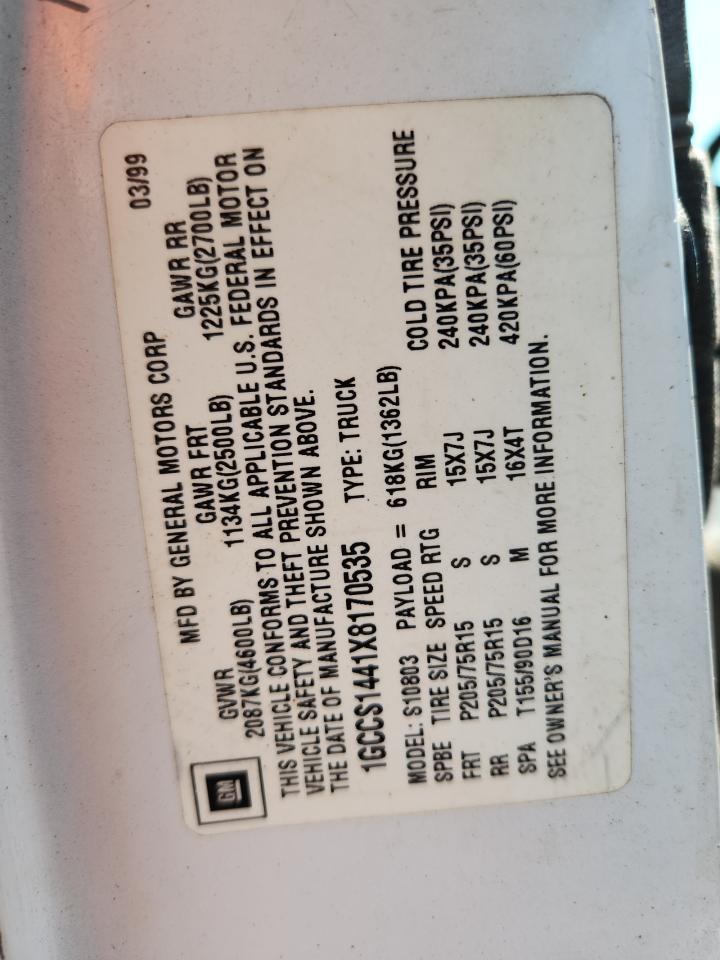 MFD BY GENERAL MOTORS CORP 03/99
GM
GVWR GAWR FRT GAWR RR
2087KG(4600LB) 1134KG(2500LB) 1225KG(2700LB)
THIS VEHICLE CONFORMS TO ALL APPLICABLE U.S. FEDERAL MOTOR
VEHICLE SAFETY AND THEFT PREVENTION STANDARDS IN EFFECT ON
THE DATE OF MANUFACTURE SHOWN ABOVE.
1GCCS1441X8170535 TYPE: TRUCK
MODEL: S10803 PAYLOAD = 618KG(1362LB)
SPBE TIRE SIZE SPEED RTG RIM COLD TIRE PRESSURE
FRT P205/75R15 S 15X7J 240KPA(35PSI)
RR P205/75R15 S 15X7J 240KPA(35PSI)
SPA T155/90D16 M 16X4T 420KPA(60PSI)
SEE OWNER'S MANUAL FOR MORE INFORMATION.